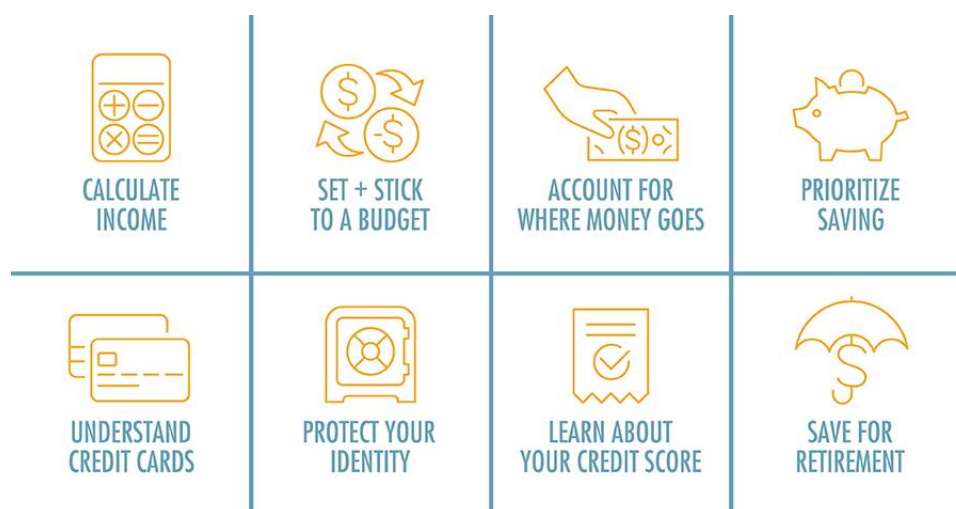 CALCULATE
INCOME
SET + STICK
TO A BUDGET
ACCOUNT FOR
WHERE MONEY GOES
PRIORITIZE
SAVING
UNDERSTAND
CREDIT CARDS
PROTECT YOUR
IDENTITY
LEARN ABOUT
YOUR CREDIT SCORE
SAVE FOR
RETIREMENT